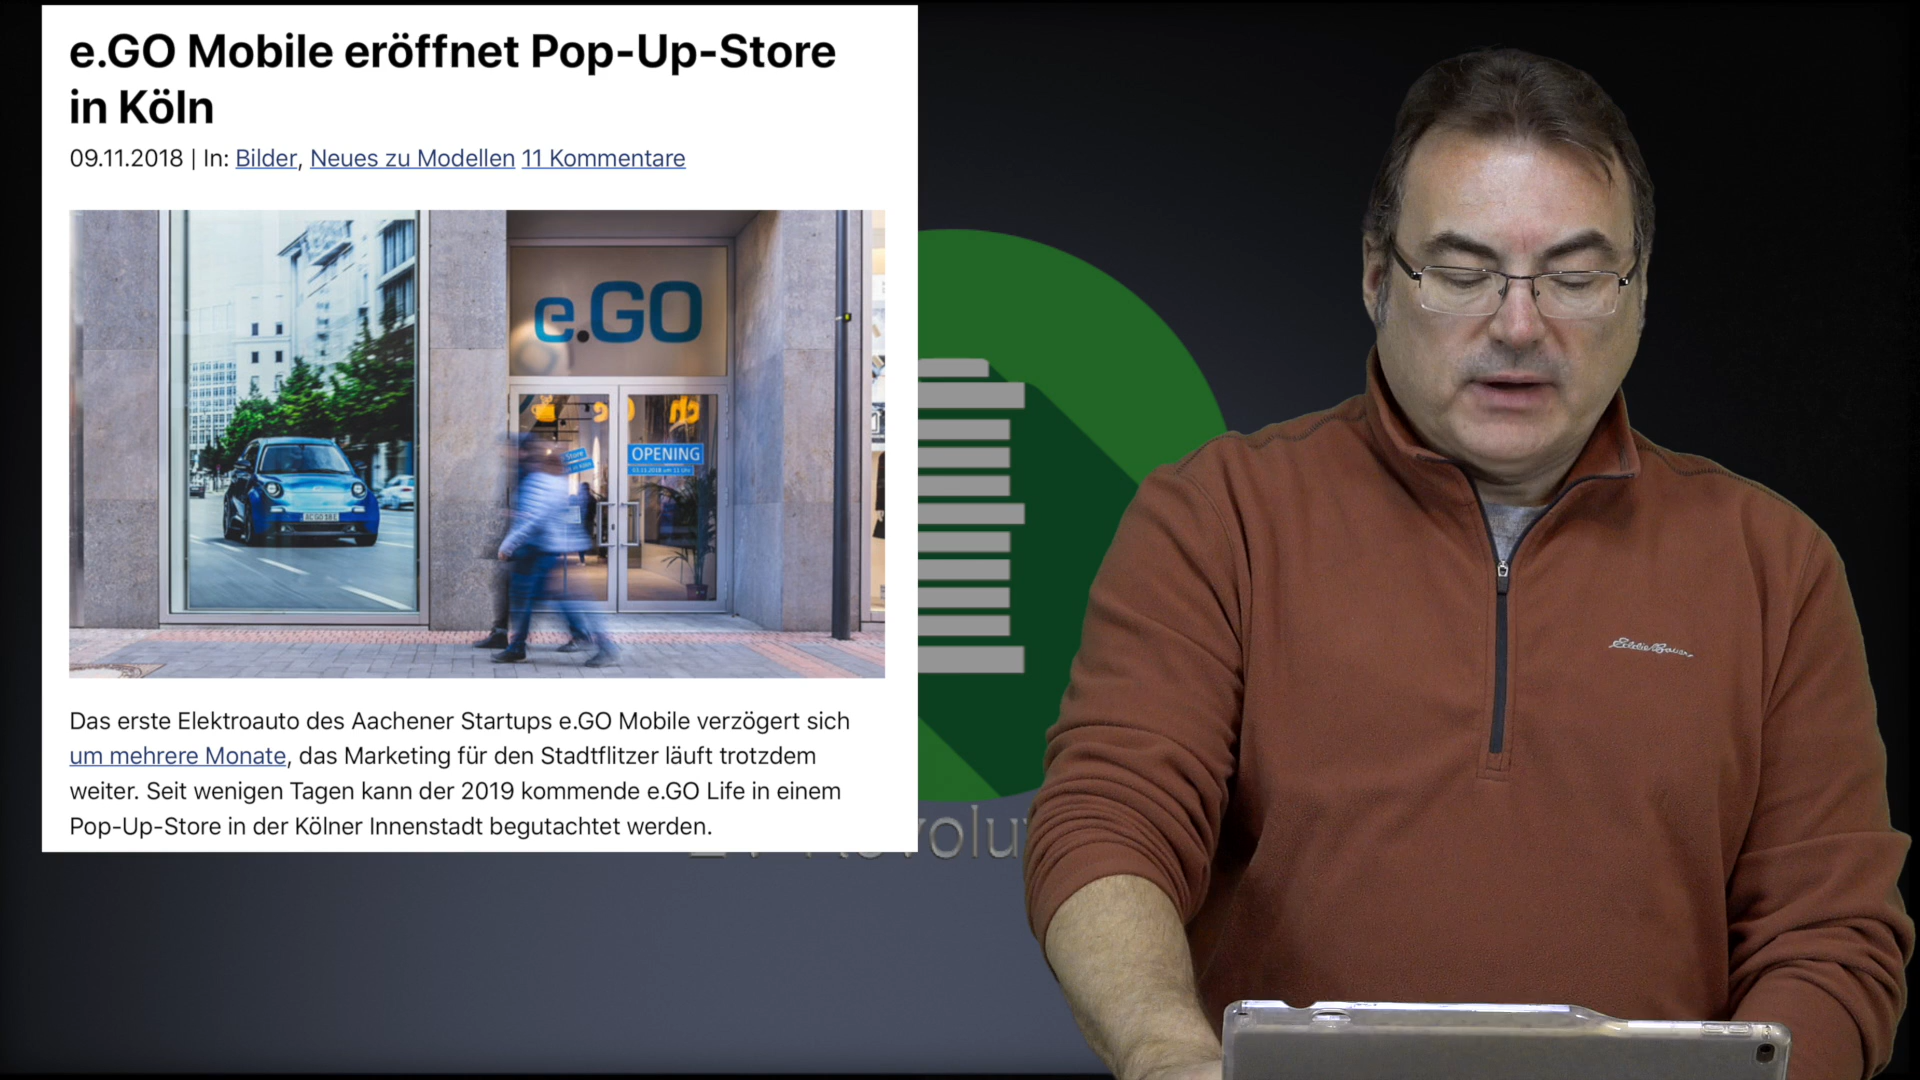 e.GO Mobile eröffnet Pop-Up-Store
in Köln
09.11.2018 | In: Bilder, Neues zu Modellen 11 Kommentare
e.GO
OPENING
Das erste Elektroauto des Aachener Startups e.GO Mobile verzögert sich
um mehrere Monate, das Marketing für den Stadtflitzer läuft trotzdem
weiter. Seit wenigen Tagen kann der 2019 kommende e.GO Life in einem
Pop-Up-Store in der Kölner Innenstadt begutachtet werden.
Eddie Bauer